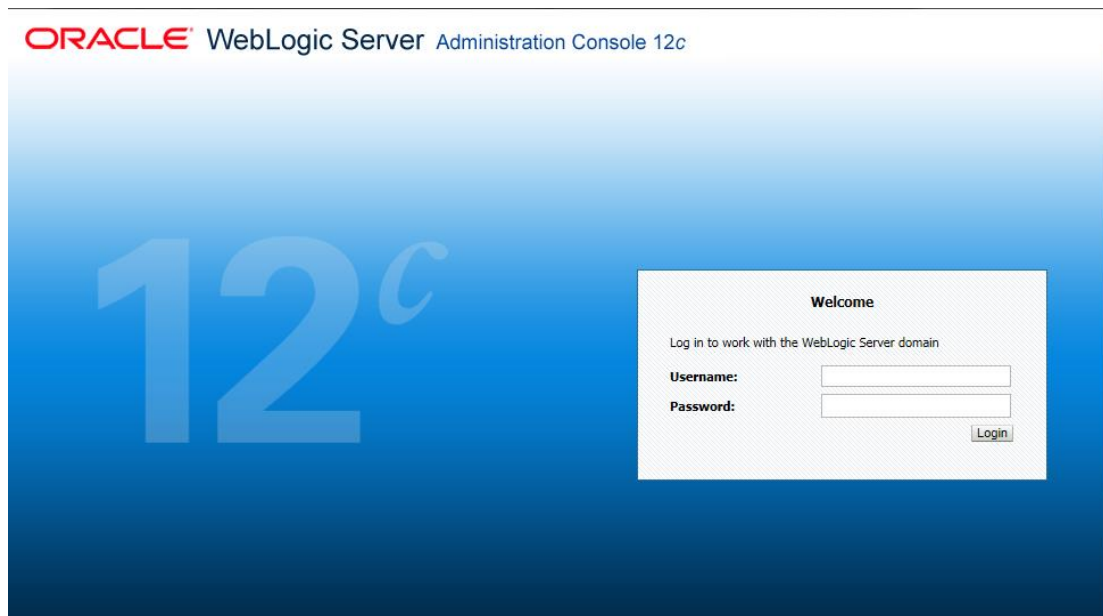 ORACLE WebLogic Server Administration Console 12c
12c
Welcome
Log in to work with the WebLogic Server domain
Username:
Password:
Login